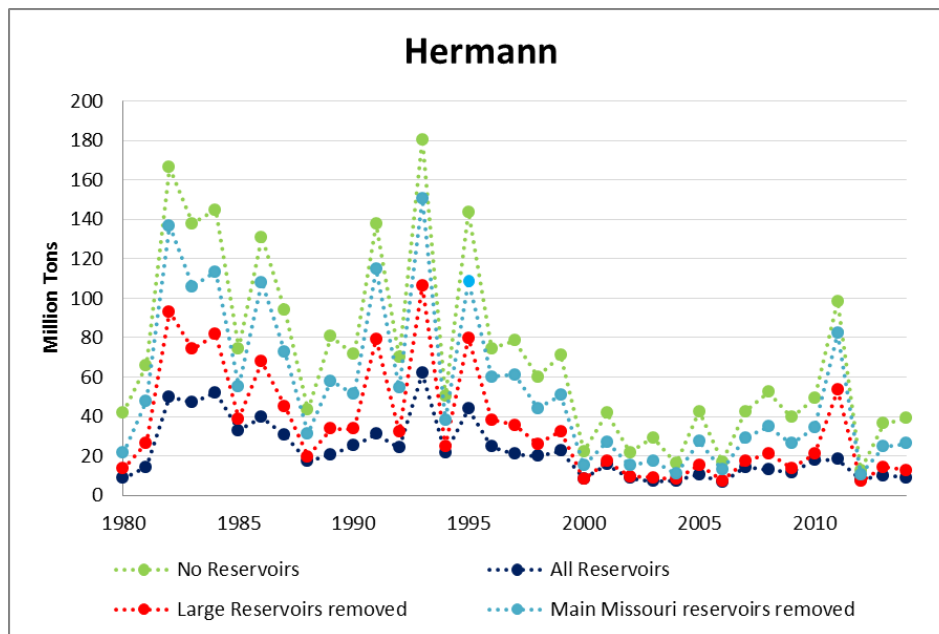 Hermann
Million Tons
200
180
160
140
120
100
80
60
40
20
0
1980 1985 1990 1995 2000 2005 2010
No Reservoirs All Reservoirs
Large Reservoirs removed Main Missouri reservoirs removed